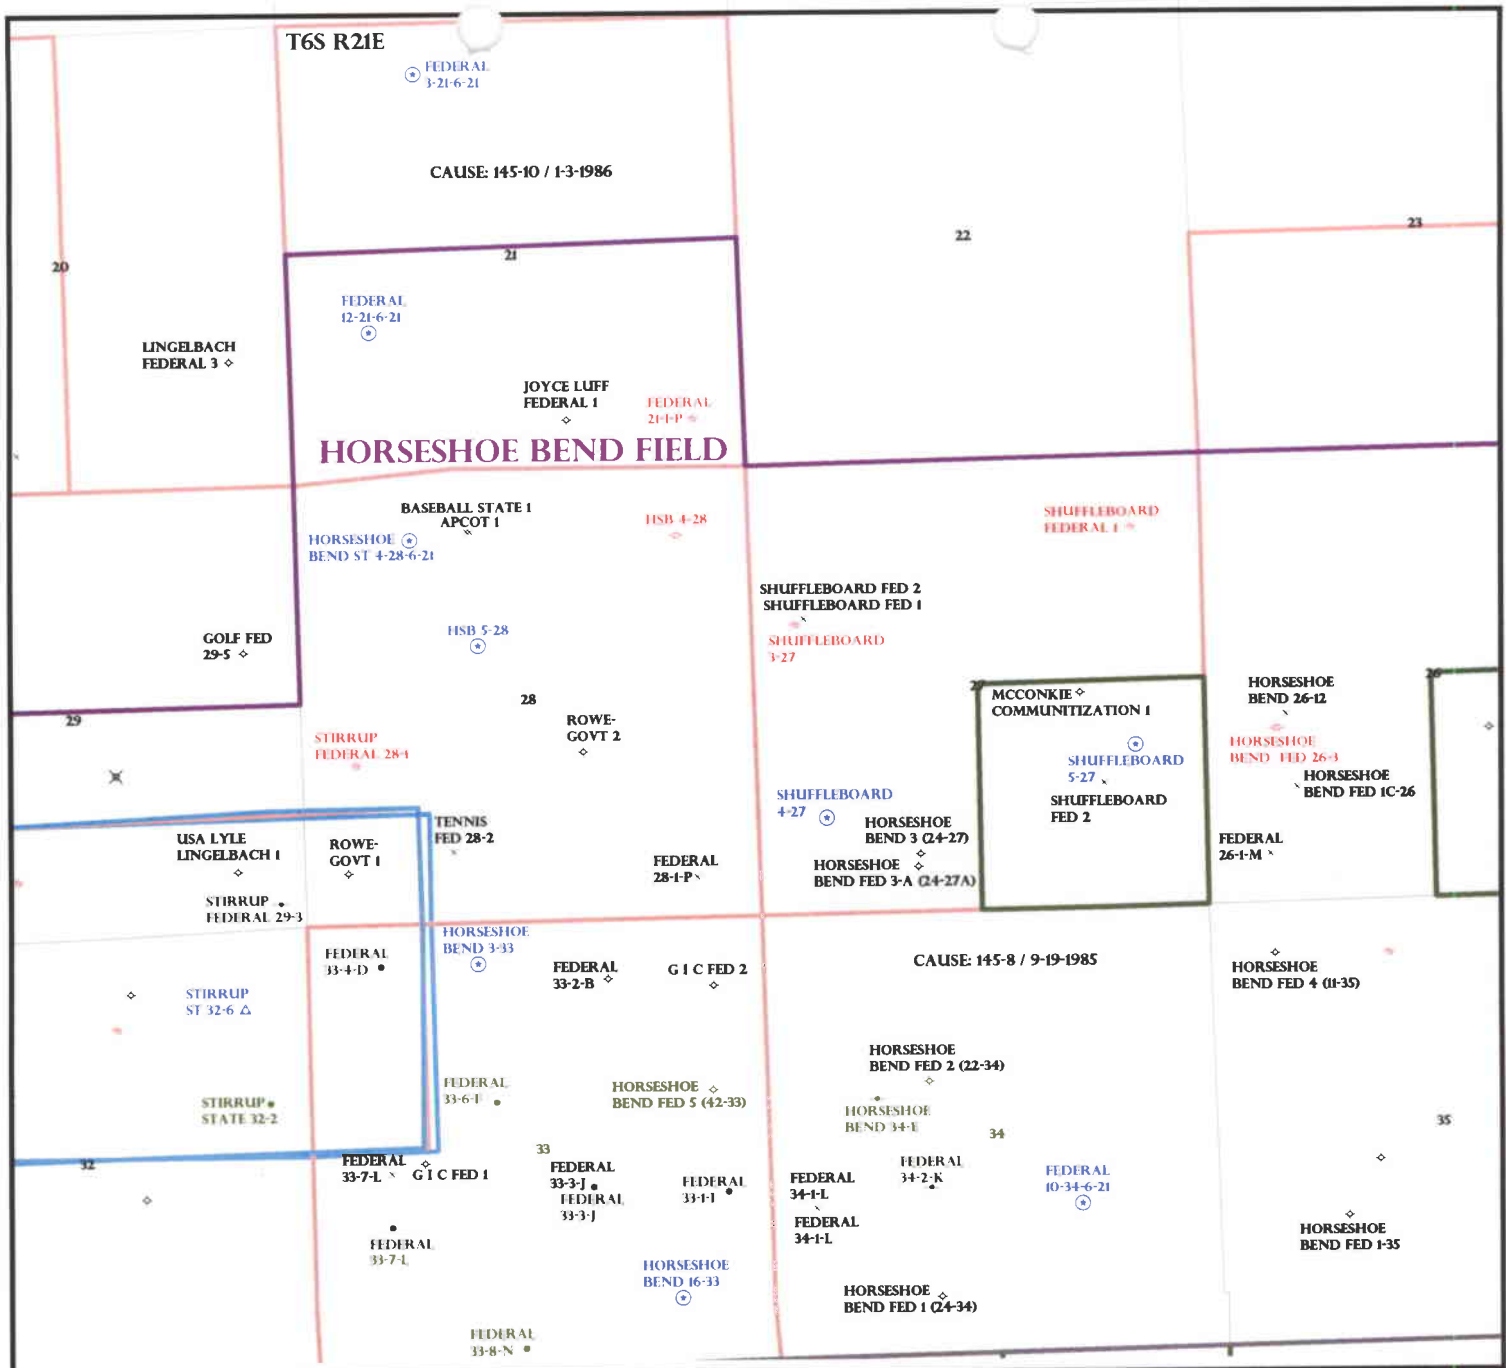 T6S R21E
FEDERAL
3-21-6-21
CAUSE: 145-10 / 1-3-1986
20
21
22
23
FEDERAL
12-21-6-21
LINGELBACH
FEDERAL 3
JOYCE LUFF
FEDERAL 1
FEDERAL
21-1-P
HORSESHOE BEND FIELD
BASEBALL STATE 1
APCOT 1
HSB 4-28
SHUFFLEBOARD
FEDERAL 1
HORSESHOE
BEND ST 4-28-6-21
SHUFFLEBOARD FED 2
SHUFFLEBOARD FED 1
SHUFFLEBOARD
3-27
GOLF FED
29-5
HSB 5-28
28
29
27
26
MCCONKIE
COMMUNITIZATION 1
HORSESHOE
BEND 26-12
ROWE-
GOVT 2
STIRRUP
FEDERAL 28-1
HORSESHOE
BEND FED 26-3
SHUFFLEBOARD
5-27
HORSESHOE
BEND FED 1C-26
SHUFFLEBOARD
4-27
SHUFFLEBOARD
FED 2
HORSESHOE
BEND 3 (24-27)
TENNIS
FED 28-2
USA LYLE
LINGELBACH 1
ROWE-
GOVT 1
FEDERAL
28-1-P
HORSESHOE
BEND FED 3-A (24-27A)
FEDERAL
26-1-M
STIRRUP
FEDERAL 29-3
HORSESHOE
BEND 3-33
FEDERAL
33-4-D
FEDERAL
33-2-B
G I C FED 2
CAUSE: 145-8 / 9-19-1985
HORSESHOE
BEND FED 4 (11-35)
STIRRUP
ST 32-6
HORSESHOE
BEND FED 2 (22-34)
FEDERAL
33-6-F
HORSESHOE
BEND FED 5 (42-33)
STIRRUP
STATE 32-2
HORSESHOE
BEND 34-E
33
34
35
32
FEDERAL
33-7-L
G I C FED 1
FEDERAL
33-3-J
FEDERAL
33-3-J
FEDERAL
33-1-I
FEDERAL
34-1-L
FEDERAL
34-1-L
FEDERAL
34-2-K
FEDERAL
10-34-6-21
FEDERAL
33-7-L
HORSESHOE
BEND FED 1-35
HORSESHOE
BEND 16-33
HORSESHOE
BEND FED 1 (24-34)
FEDERAL
33-8-N